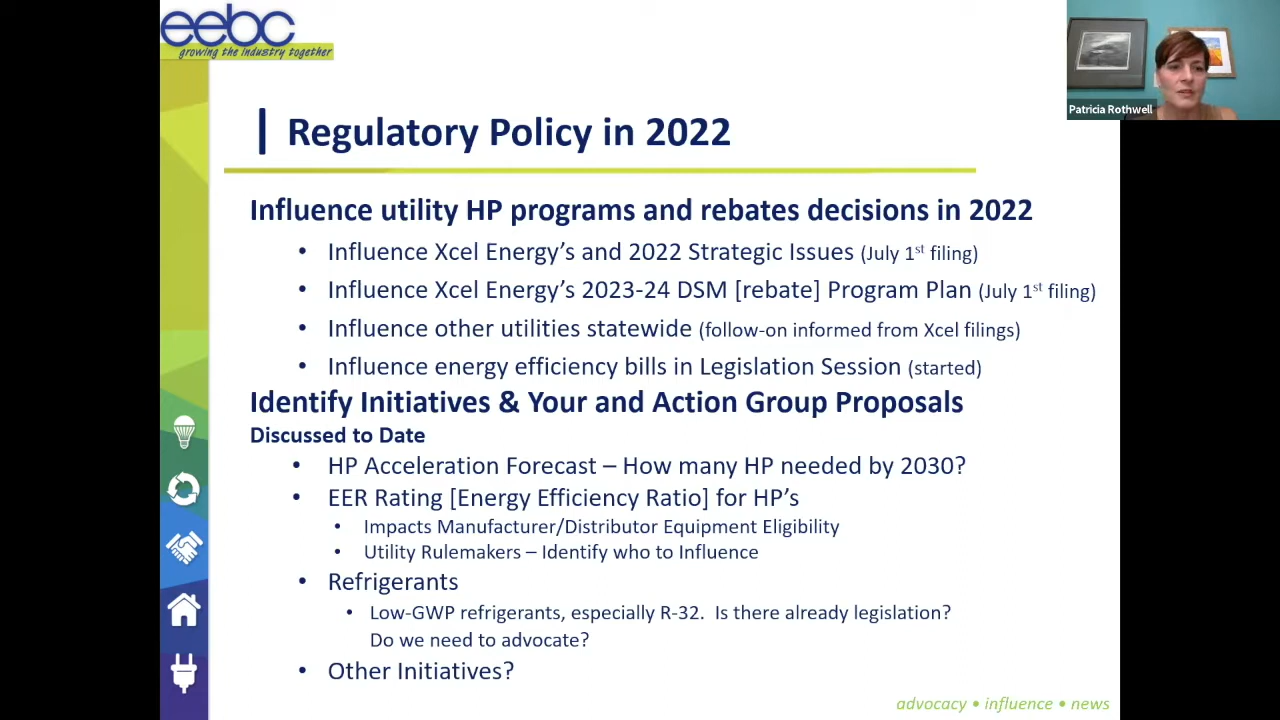 eebc
growing the industry together
Patricia Rothwell
Regulatory Policy in 2022
Influence utility HP programs and rebates decisions in 2022
• Influence Xcel Energy's and 2022 Strategic Issues (July 1st filing)
• Influence Xcel Energy's 2023-24 DSM [rebate] Program Plan (July 1st filing)
• Influence other utilities statewide (follow-on informed from Xcel filings)
• Influence energy efficiency bills in Legislation Session (started)
Identify Initiatives & Your and Action Group Proposals
Discussed to Date
• HP Acceleration Forecast – How many HP needed by 2030?
• EER Rating [Energy Efficiency Ratio] for HP's
• Impacts Manufacturer/Distributor Equipment Eligibility
• Utility Rulemakers – Identify who to Influence
• Refrigerants
• Low-GWP refrigerants, especially R-32. Is there already legislation?
Do we need to advocate?
• Other Initiatives?
advocacy • influence • news